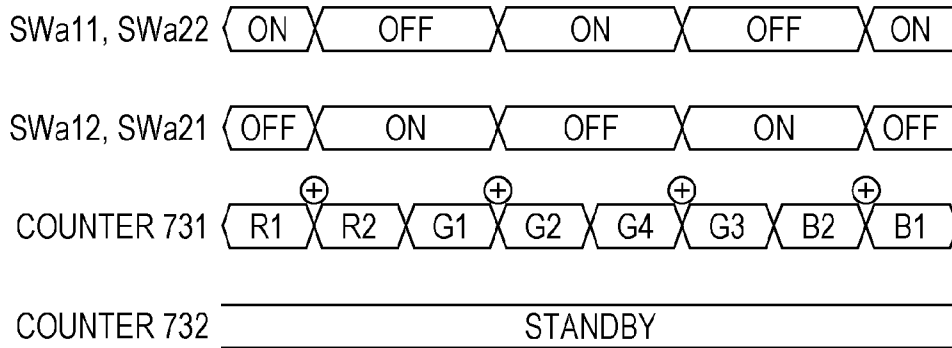 SWa11, SWa22 ON OFF ON OFF ON
SWa12, SWa21 OFF ON OFF ON OFF
+ + + +
COUNTER 731 R1 R2 G1 G2 G4 G3 B2 B1
COUNTER 732 STANDBY